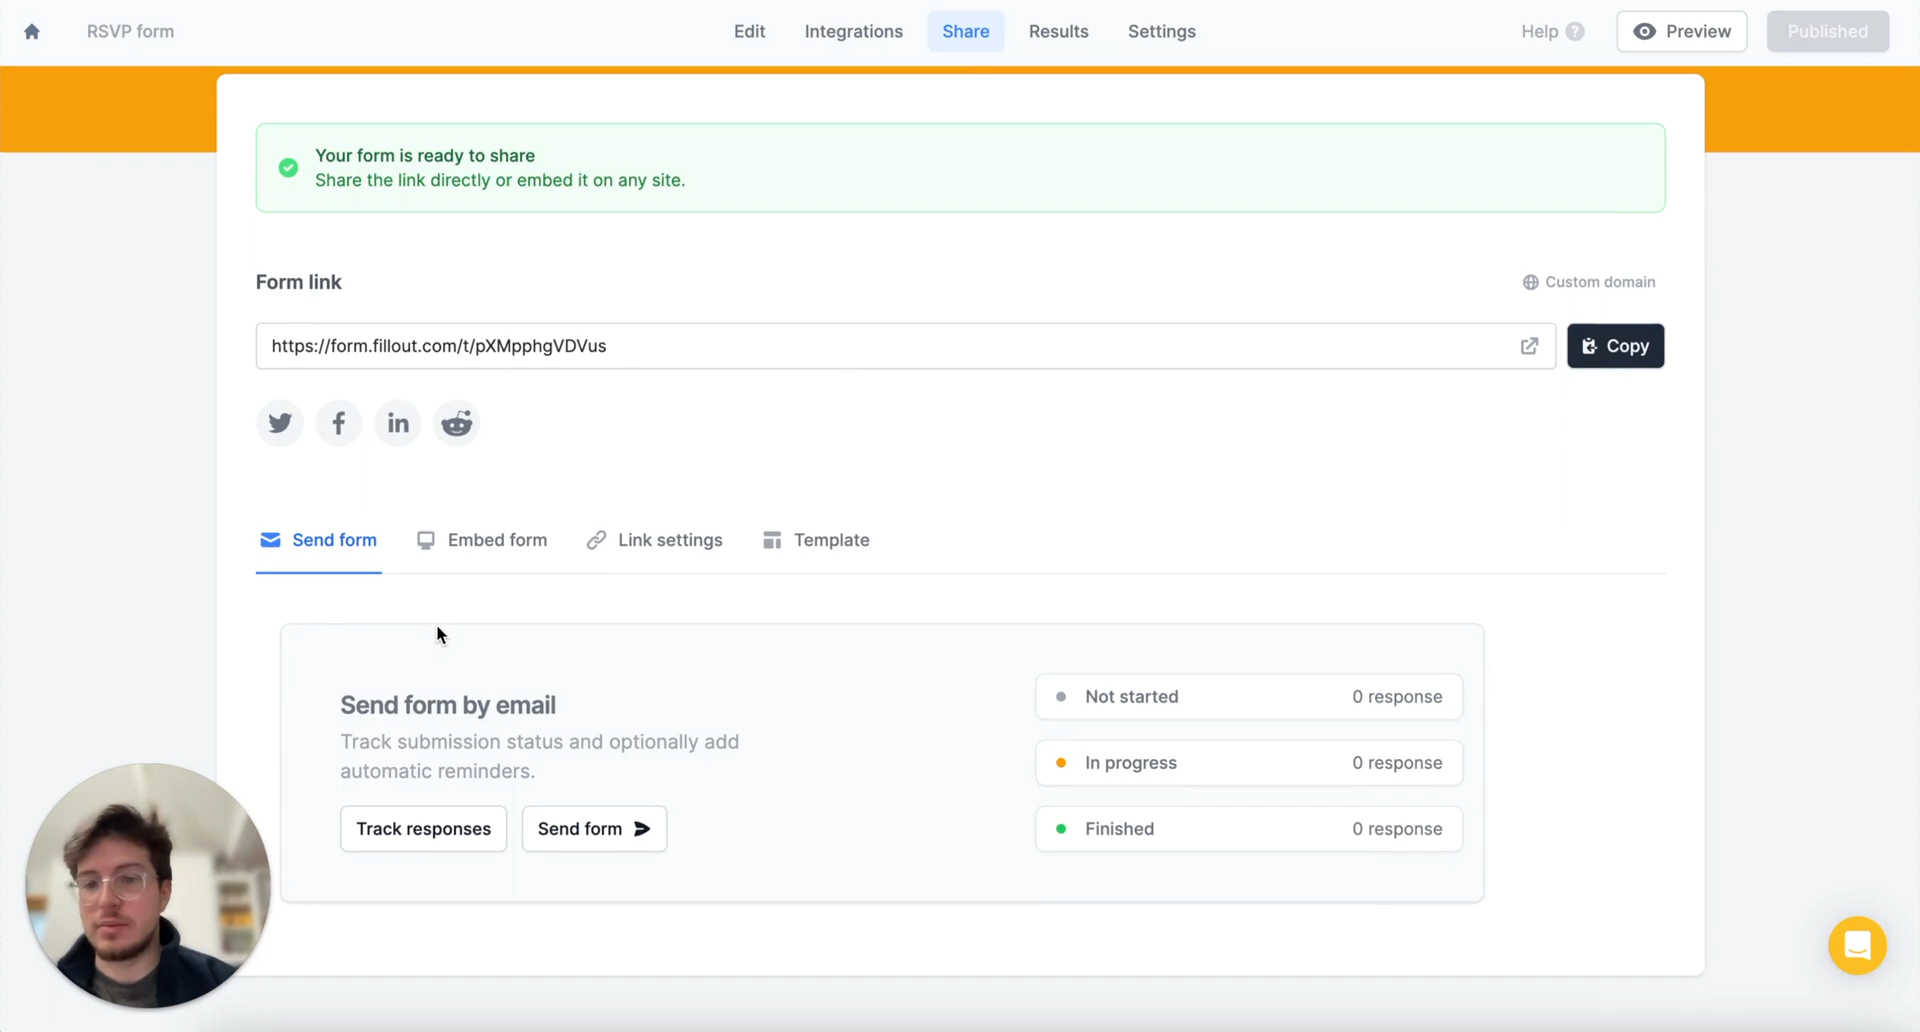 RSVP form
Edit
Integrations
Share
Results
Settings
Help ?
Preview
Published
Your form is ready to share
Share the link directly or embed it on any site.
Form link
Custom domain
https://form.fillout.com/t/pXMpphgVDVus
Copy
in
Send form
Embed form
Link settings
Template
Send form by email
Track submission status and optionally add
automatic reminders.
Track responses
Send form
Not started
0 response
In progress
0 response
Finished
0 response